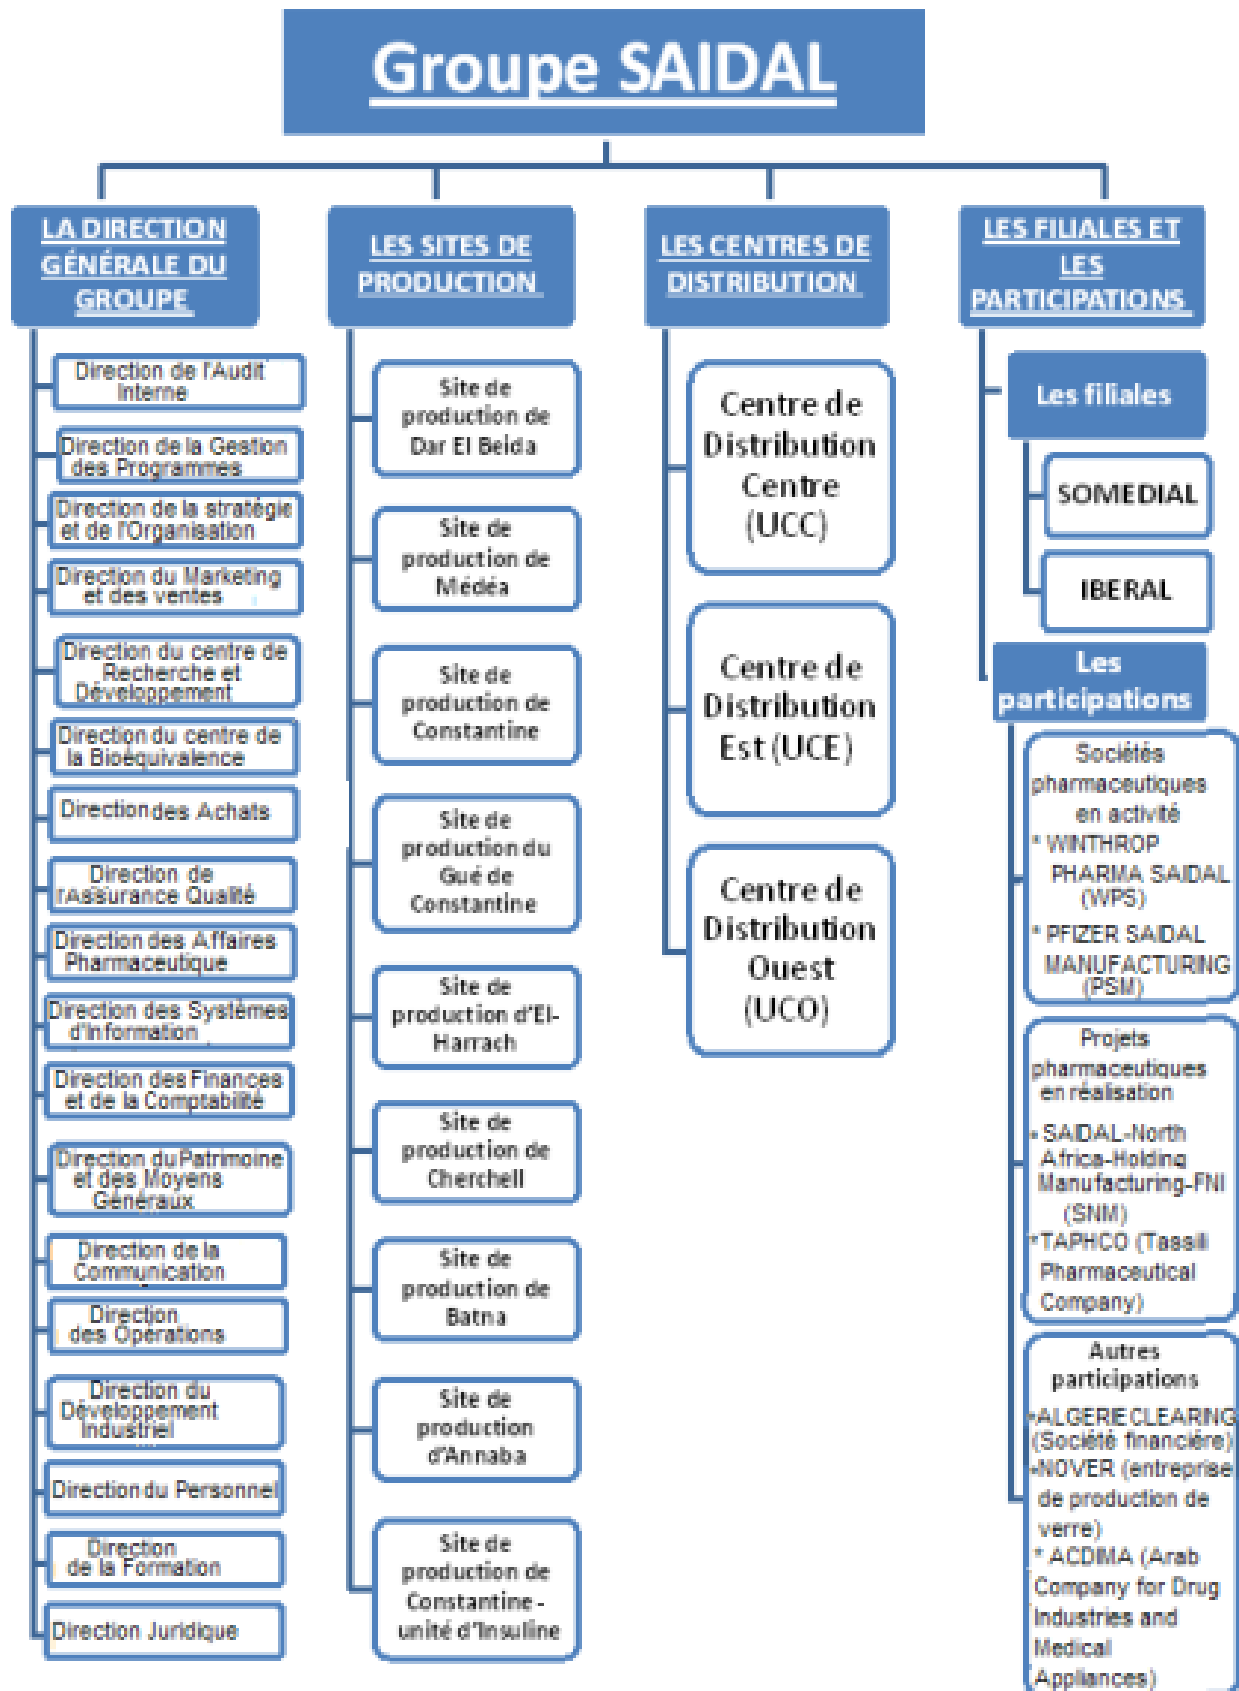 Groupe SAIDAL
LA DIRECTION
GÉNÉRALE DU
GROUPE
Direction de l'Audit
Interne
Direction de la Gestion
des Programmes
Direction de la stratégie
et de l'Organisation
Direction du Marketing
et des ventes
Direction du centre de
Recherche et
Développement
Direction du centre de
la Bioéquivalence
Direction des Achats
Direction de
l'Assurance Qualité
Direction des Affaires
Pharmaceutique
Direction des Systèmes
d'Information
Direction des Finances
et de la Comptabilité
Direction du Patrimoine
et des Moyens
Généraux
Direction de la
Communication
Direction
des Opérations
Direction du
Développement
Industriel
Direction du Personnel
Direction
de la Formation
Direction Juridique
LES SITES DE
PRODUCTION
Site de
production de
Dar El Beida
Site de
production de
Médéa
Site de
production de
Constantine
Site de
production du
Gué de
Constantine
Site de
production d'El-
Harrach
Site de
production de
Cherchell
Site de
production de
Batna
Site de
production
d'Annaba
Site de
production de
Constantine -
unité d'Insuline
LES CENTRES DE
DISTRIBUTION
Centre de
Distribution
Centre
(UCC)
Centre de
Distribution
Est (UCE)
Centre de
Distribution
Ouest
(UCO)
LES FILIALES ET
LES
PARTICIPATIONS
Les filiales
SOMEDIAL
IBERAL
Les
participations
Sociétés
pharmaceutiques
en activité
* WINTHROP
PHARMA SAIDAL
(WPS)
* PFIZER SAIDAL
MANUFACTURING
(PSM)
Projets
pharmaceutiques
en réalisation
* SAIDAL-North
Africa-Holding
Manufacturing-FNI
(SNM)
*TAPHCO (Tassili
Pharmaceutical
Company)
Autres
participations
*ALGERIE CLEARING
(Société financière)
*NOVER (entreprise
de production de
verre)
* ACDIMA (Arab
Company for Drug
Industries and
Medical
Appliances)